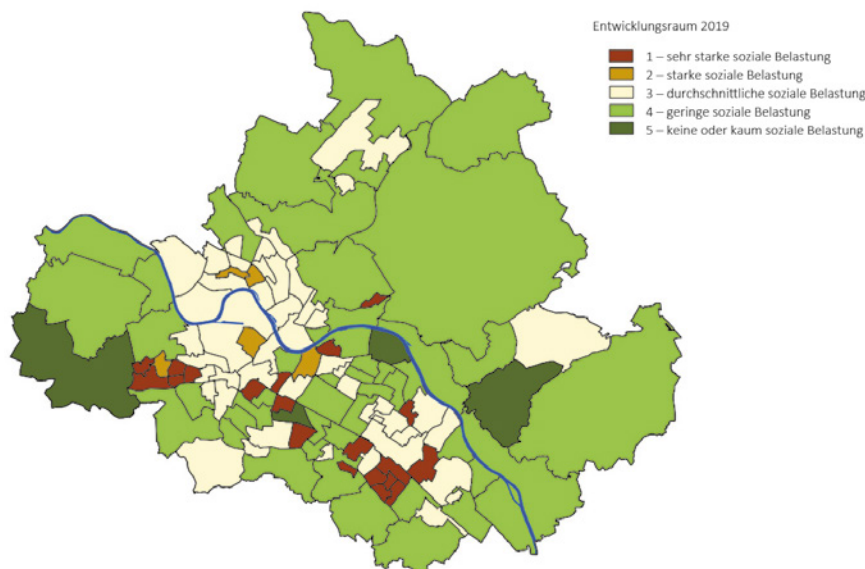 Entwicklungsraum 2019
1 – sehr starke soziale Belastung
2 – starke soziale Belastung
3 – durchschnittliche soziale Belastung
4 – geringe soziale Belastung
5 – keine oder kaum soziale Belastung